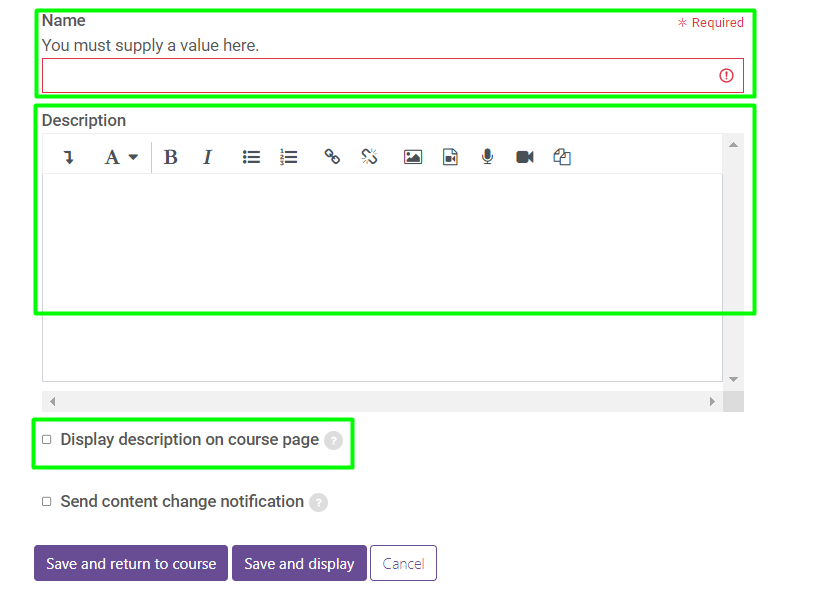 Name
Required
You must supply a value here.
Description
A B I
Display description on course page ?
Send content change notification ?
Save and return to course Save and display Cancel